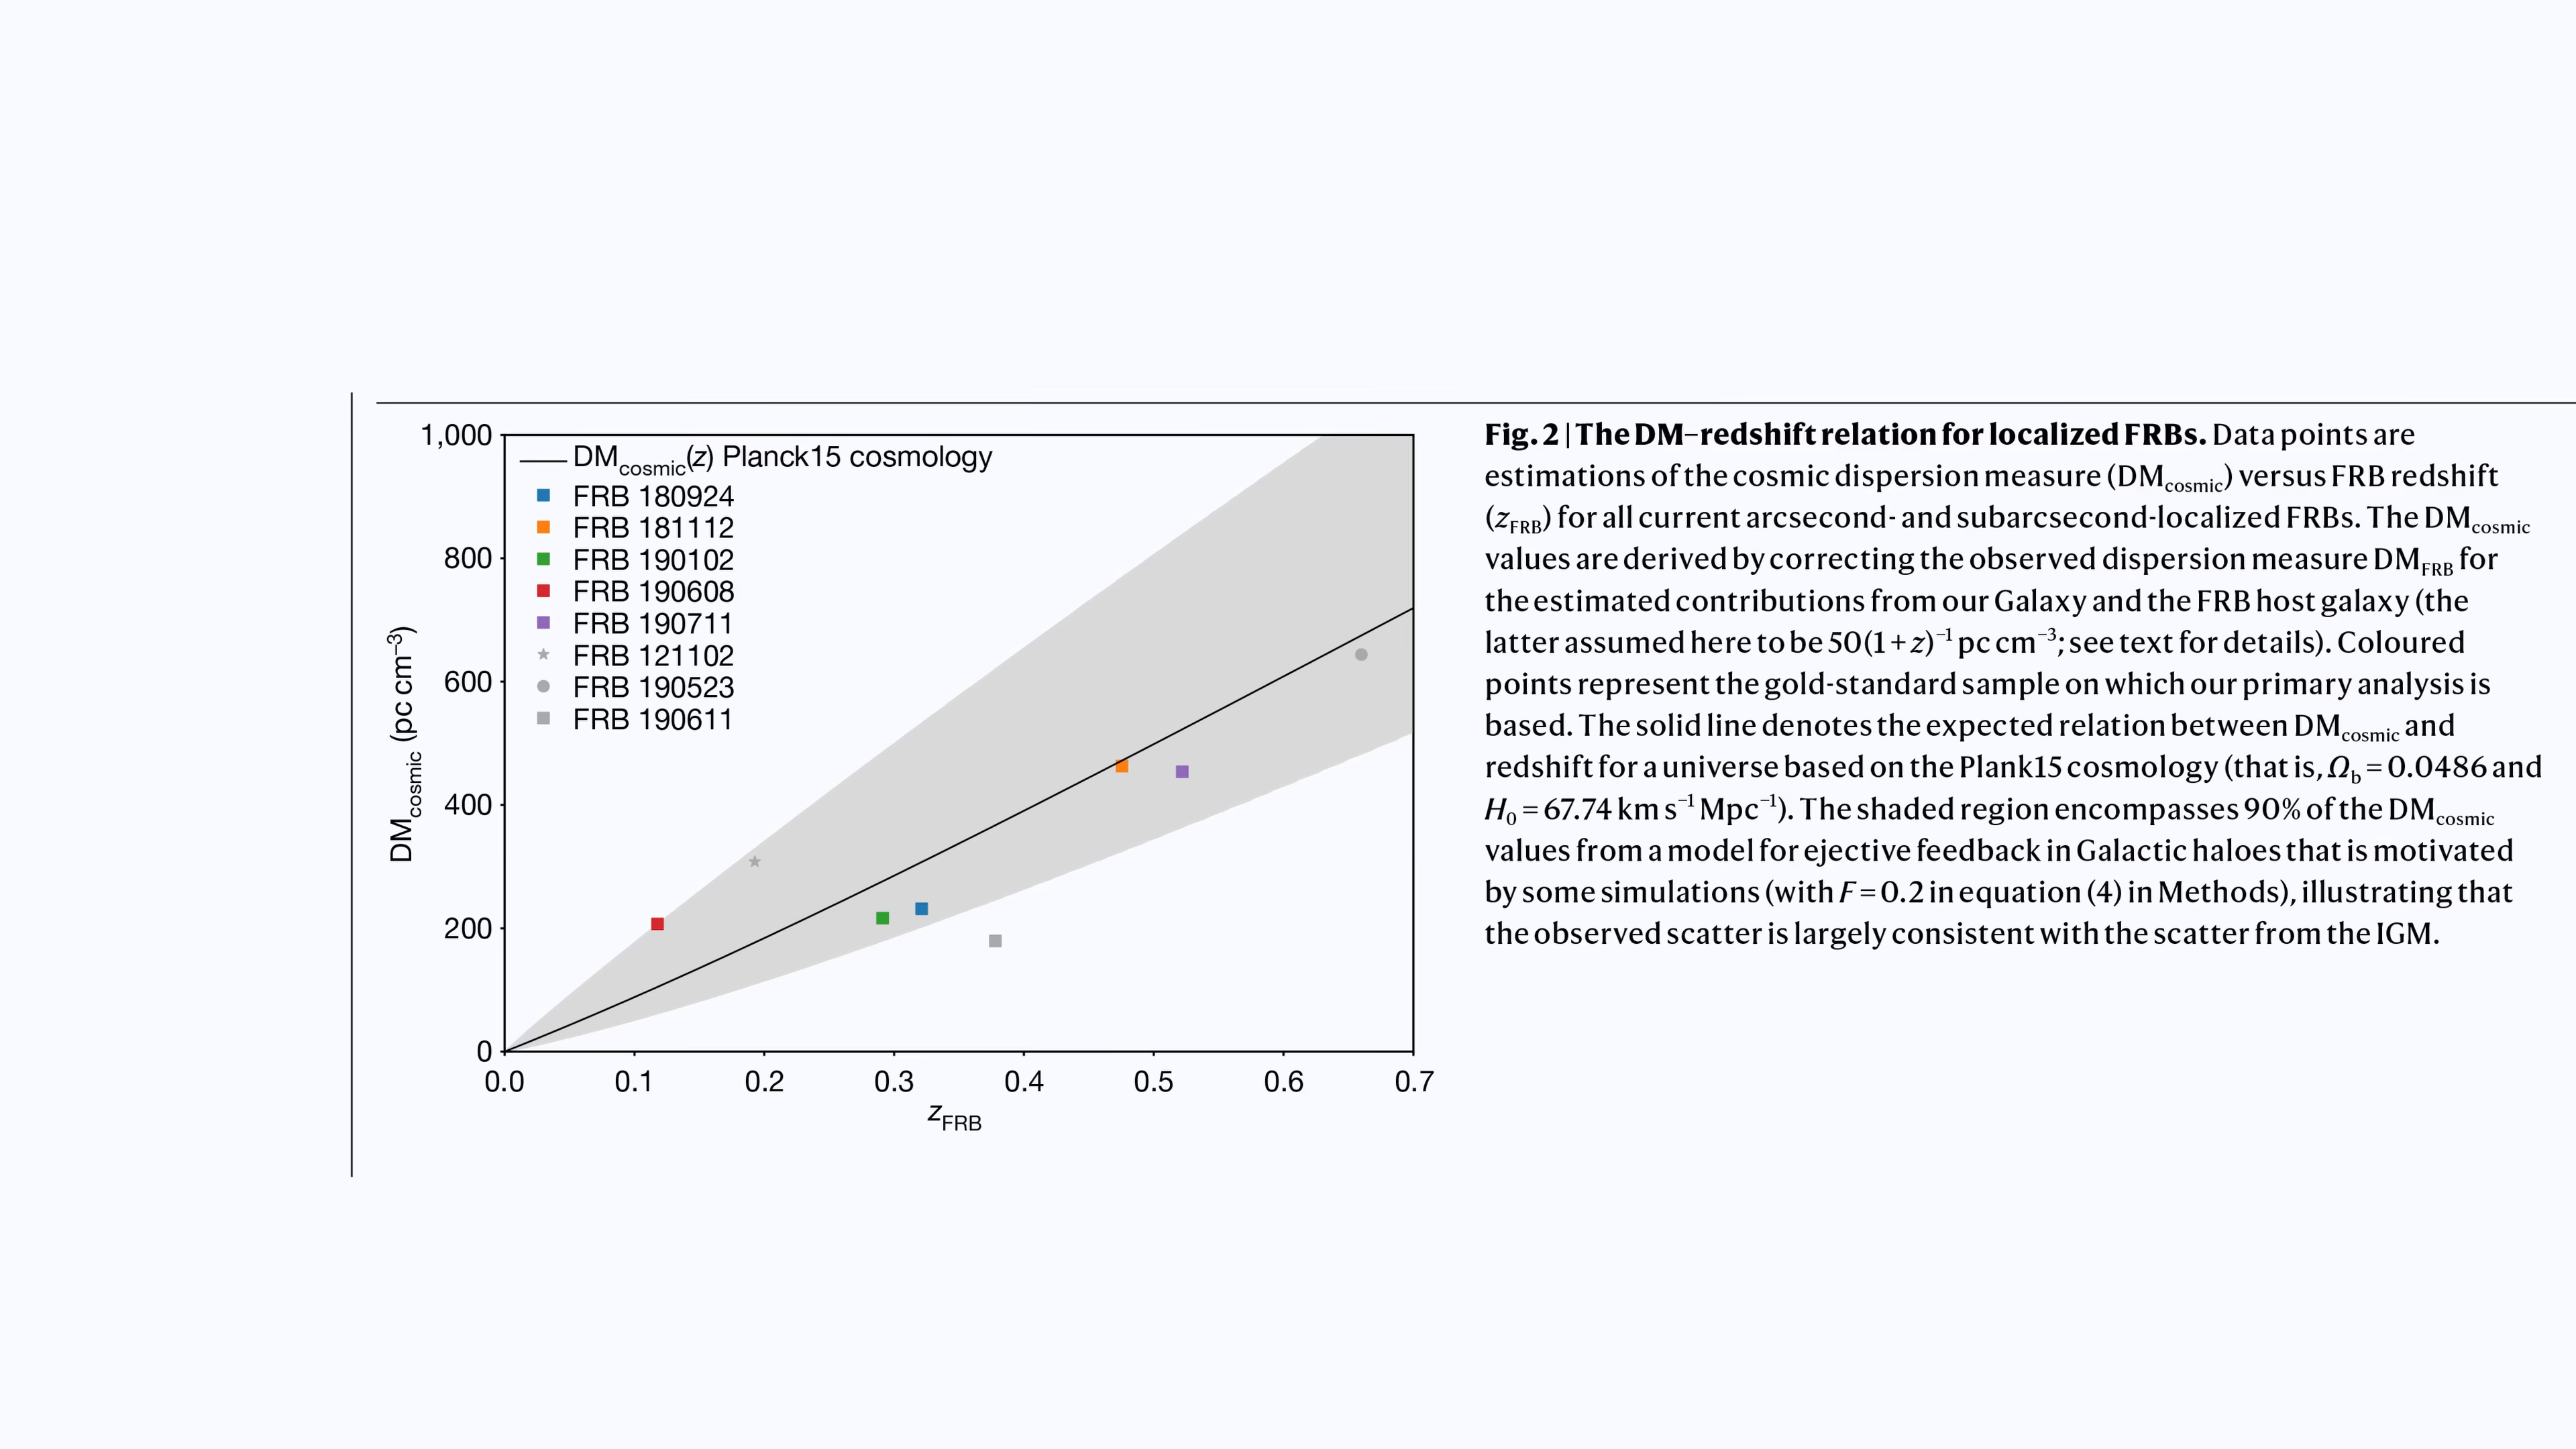 1,000
800
600
400
200
0
DMcosmic (pc cm–3)
DMcosmic(z) Planck15 cosmology
FRB 180924
FRB 181112
FRB 190102
FRB 190608
FRB 190711
FRB 121102
FRB 190523
FRB 190611
0.0 0.1 0.2 0.3 0.4 0.5 0.6 0.7
zFRB
Fig. 2 | The DM–redshift relation for localized FRBs. Data points are
estimations of the cosmic dispersion measure (DMcosmic) versus FRB redshift
(zFRB) for all current arcsecond- and subarcsecond-localized FRBs. The DMcosmic
values are derived by correcting the observed dispersion measure DMFRB for
the estimated contributions from our Galaxy and the FRB host galaxy (the
latter assumed here to be 50(1 + z)−1 pc cm−3; see text for details). Coloured
points represent the gold-standard sample on which our primary analysis is
based. The solid line denotes the expected relation between DMcosmic and
redshift for a universe based on the Plank15 cosmology (that is, Ωb = 0.0486 and
H0 = 67.74 km s−1 Mpc−1). The shaded region encompasses 90% of the DMcosmic
values from a model for ejective feedback in Galactic haloes that is motivated
by some simulations (with F = 0.2 in equation (4) in Methods), illustrating that
the observed scatter is largely consistent with the scatter from the IGM.